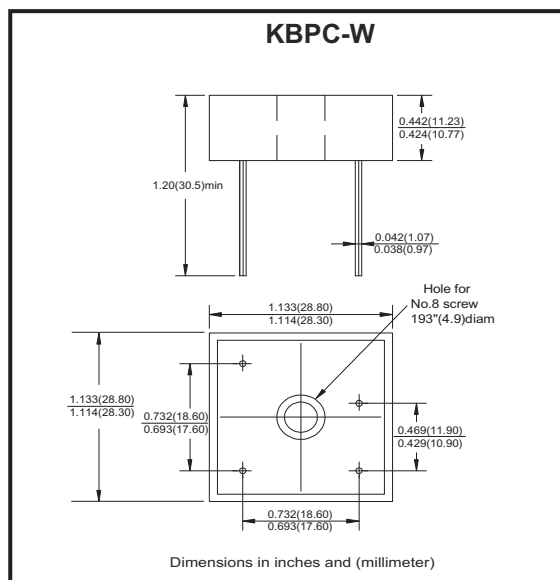 KBPC-W
0.442(11.23)
0.424(10.77)
1.20(30.5)min
0.042(1.07)
0.038(0.97)
Hole for
No.8 screw
193"(4.9)diam
1.133(28.80)
1.114(28.30)
1.133(28.80)
1.114(28.30)
0.732(18.60)
0.693(17.60)
0.469(11.90)
0.429(10.90)
0.732(18.60)
0.693(17.60)
Dimensions in inches and (millimeter)